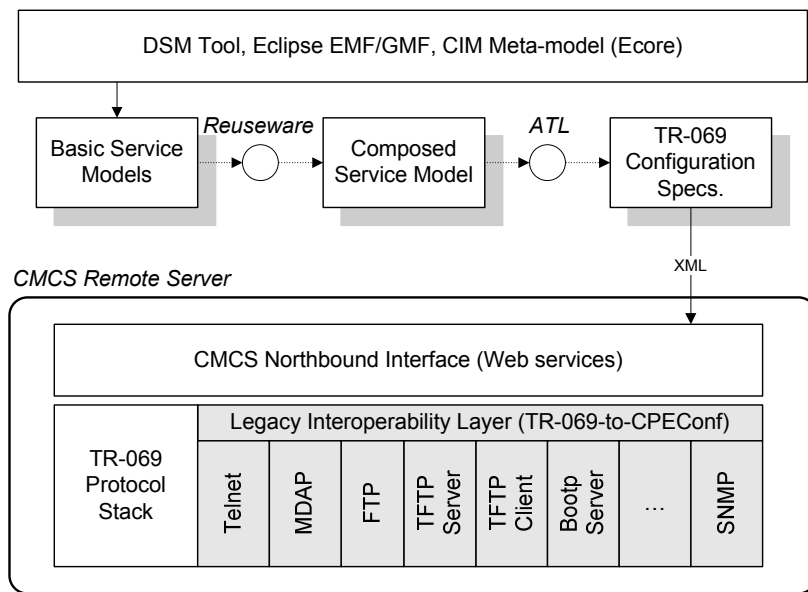 DSM Tool, Eclipse EMF/GMF, CIM Meta-model (Ecore)
Reuseware
ATL
Basic Service
Models
Composed
Service Model
TR-069
Configuration
Specs.
XML
CMCS Remote Server
CMCS Northbound Interface (Web services)
TR-069
Protocol
Stack
Legacy Interoperability Layer (TR-069-to-CPEConf)
Telnet
MDAP
FTP
TFTP
Server
TFTP
Client
Bootp
Server
…
SNMP